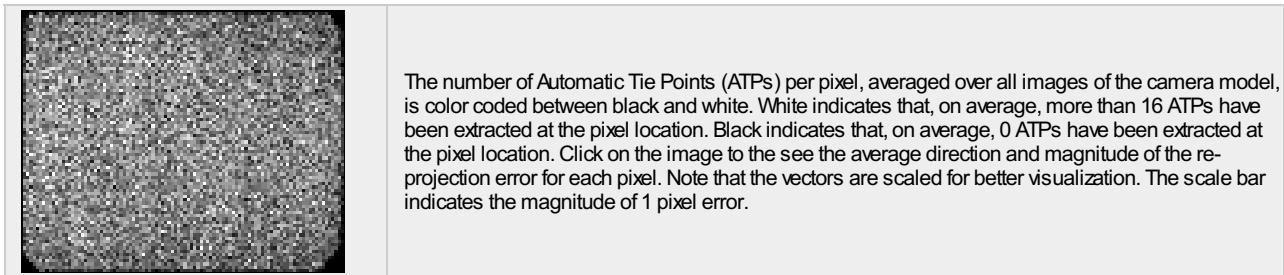 The number of Automatic Tie Points (ATPs) per pixel, averaged over all images of the camera model,
is color coded between black and white. White indicates that, on average, more than 16 ATPs have
been extracted at the pixel location. Black indicates that, on average, 0 ATPs have been extracted at
the pixel location. Click on the image to the see the average direction and magnitude of the re-
projection error for each pixel. Note that the vectors are scaled for better visualization. The scale bar
indicates the magnitude of 1 pixel error.